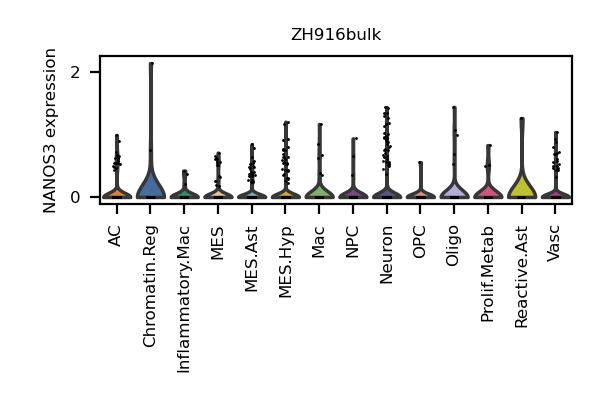 ZH916bulk
NANOS3 expression
2
0
AC
Chromatin.Reg
Inflammatory.Mac
MES
MES.Ast
MES.Hyp
Mac
NPC
Neuron
OPC
Oligo
Prolif.Metab
Reactive.Ast
Vasc